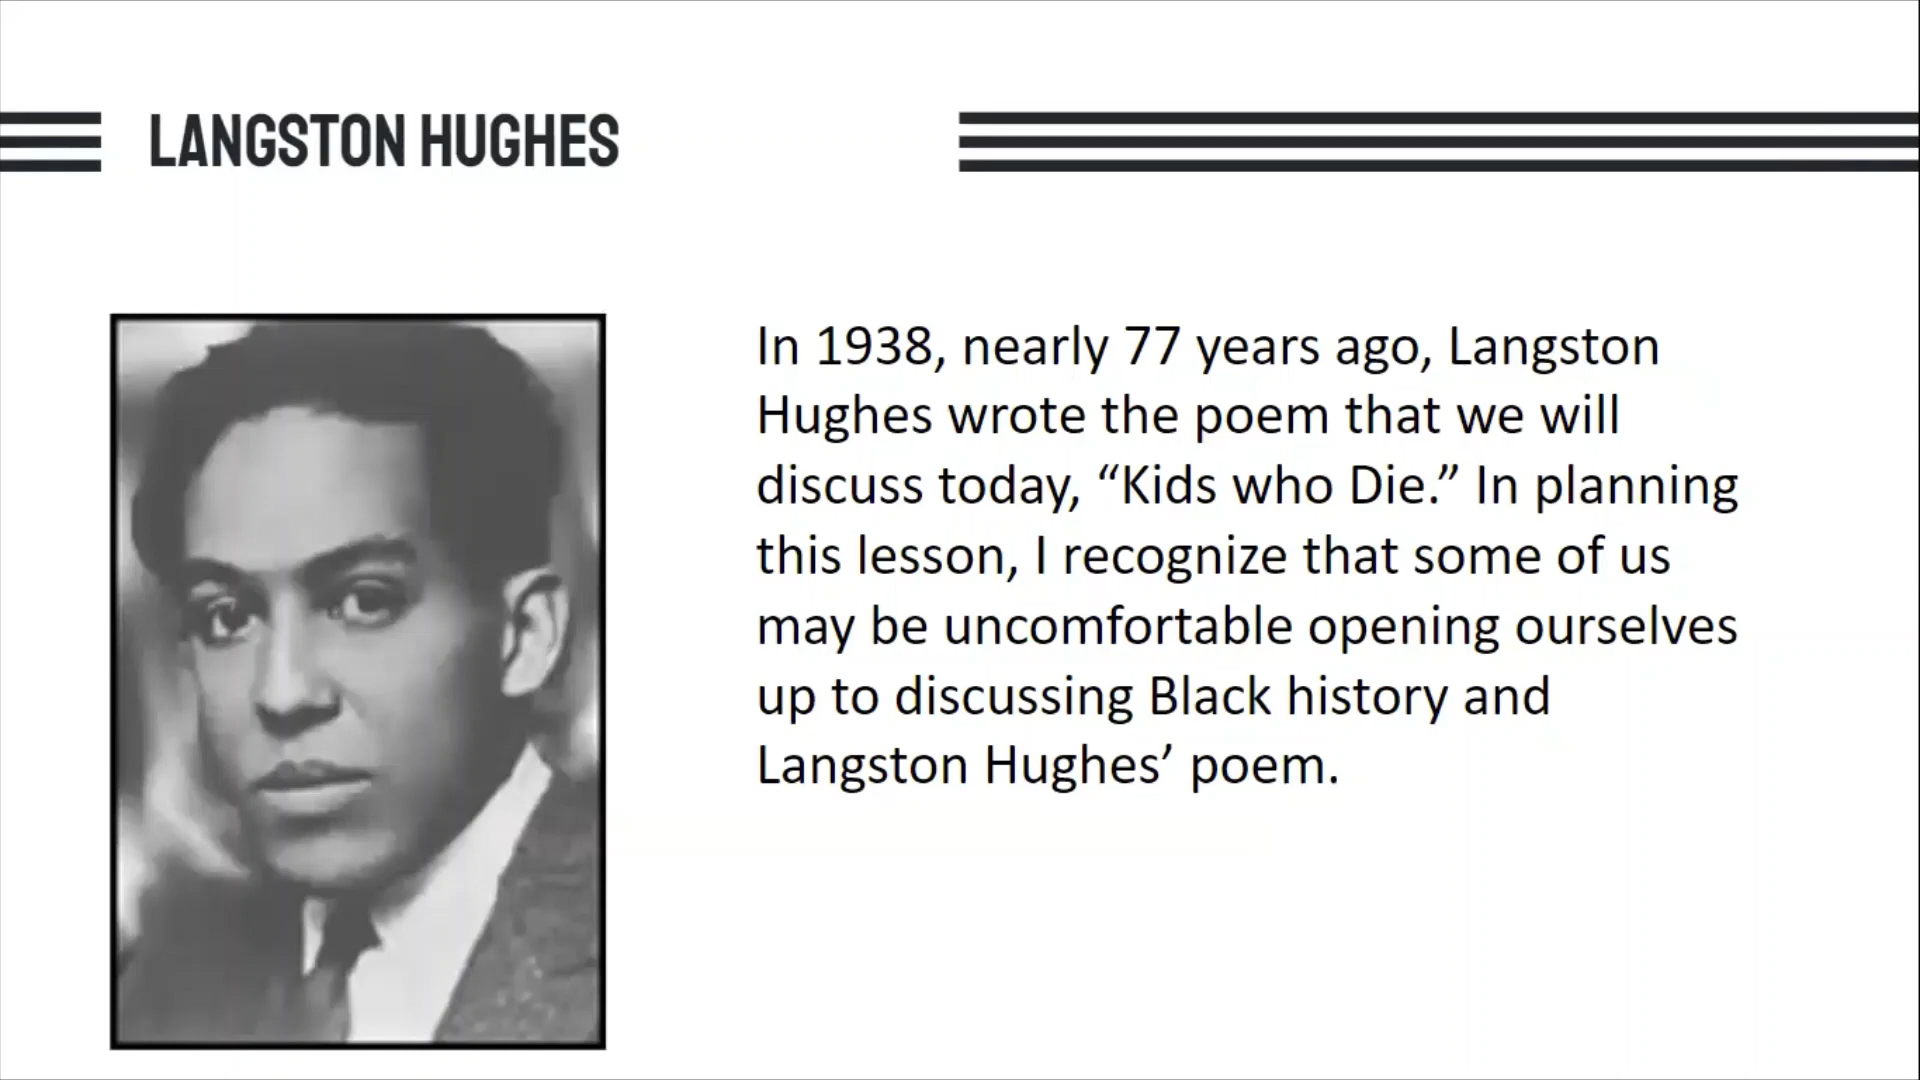 LANGSTON HUGHES
In 1938, nearly 77 years ago, Langston
Hughes wrote the poem that we will
discuss today, “Kids who Die.” In planning
this lesson, I recognize that some of us
may be uncomfortable opening ourselves
up to discussing Black history and
Langston Hughes’ poem.